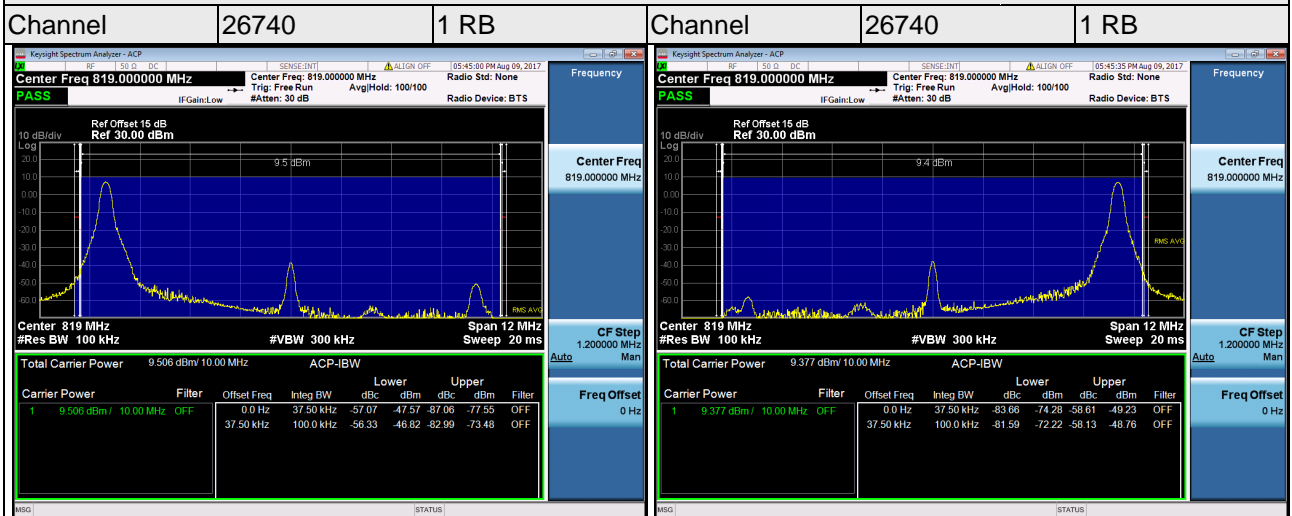 Channel 26740 1 RB Channel 26740 1 RB
Keysight Spectrum Analyzer - ACP
LXI RF 50 Ω DC SENSE:INT ALIGN OFF 05:45:00 PM Aug 09, 2017
Center Freq 819.000000 MHz Center Freq: 819.000000 MHz Radio Std: None
Trig: Free Run Avg|Hold: 100/100
PASS IFGain:Low #Atten: 30 dB Radio Device: BTS
Frequency
Ref Offset 15 dB
10 dB/div Ref 30.00 dBm
Log
20.0
10.0
0.00
-10.0
-20.0
-30.0
-40.0
-50.0
-60.0
9.5 dBm
RMS AVG
Center 819 MHz Span 12 MHz
#Res BW 100 kHz #VBW 300 kHz Sweep 20 ms
Center Freq
819.000000 MHz
CF Step
1.200000 MHz
Auto Man
Freq Offset
0 Hz
Total Carrier Power 9.506 dBm/ 10.00 MHz ACP-IBW
Lower Upper
Carrier Power Filter Offset Freq Integ BW dBc dBm dBc dBm Filter
1 9.506 dBm / 10.00 MHz OFF 0.0 Hz 37.50 kHz -57.07 -47.57 -87.06 -77.55 OFF
37.50 kHz 100.0 kHz -56.33 -46.82 -82.99 -73.48 OFF
MSG STATUS
Keysight Spectrum Analyzer - ACP
LXI RF 50 Ω DC SENSE:INT ALIGN OFF 05:45:35 PM Aug 09, 2017
Center Freq 819.000000 MHz Center Freq: 819.000000 MHz Radio Std: None
Trig: Free Run Avg|Hold: 100/100
PASS IFGain:Low #Atten: 30 dB Radio Device: BTS
Frequency
Ref Offset 15 dB
10 dB/div Ref 30.00 dBm
Log
20.0
10.0
0.00
-10.0
-20.0
-30.0
-40.0
-50.0
-60.0
9.4 dBm
RMS AVG
Center 819 MHz Span 12 MHz
#Res BW 100 kHz #VBW 300 kHz Sweep 20 ms
Center Freq
819.000000 MHz
CF Step
1.200000 MHz
Auto Man
Freq Offset
0 Hz
Total Carrier Power 9.377 dBm/ 10.00 MHz ACP-IBW
Lower Upper
Carrier Power Filter Offset Freq Integ BW dBc dBm dBc dBm Filter
1 9.377 dBm / 10.00 MHz OFF 0.0 Hz 37.50 kHz -83.66 -74.28 -58.61 -49.23 OFF
37.50 kHz 100.0 kHz -81.59 -72.22 -58.13 -48.76 OFF
MSG STATUS